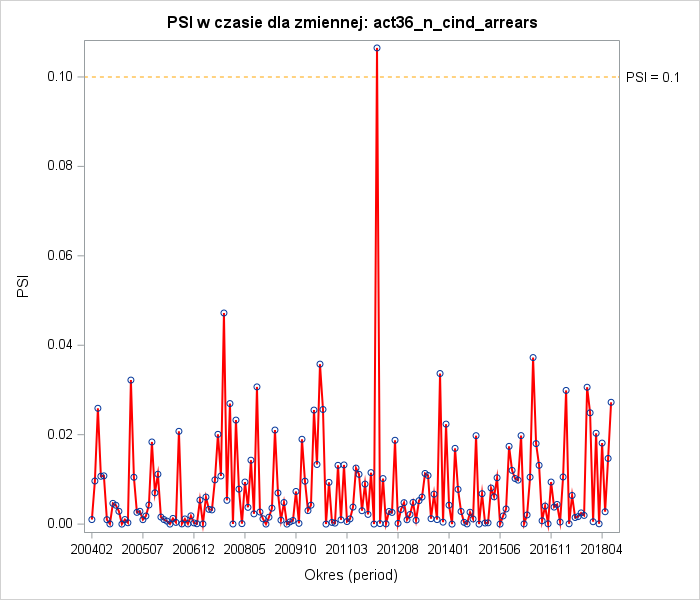 PSI w czasie dla zmiennej: act36_n_cind_arrears
0.10
PSI = 0.1
0.08
0.06
PSI
0.04
0.02
0.00
200402 200507 200612 200805 200910 201103 201208 201401 201506 201611 201804
Okres (period)